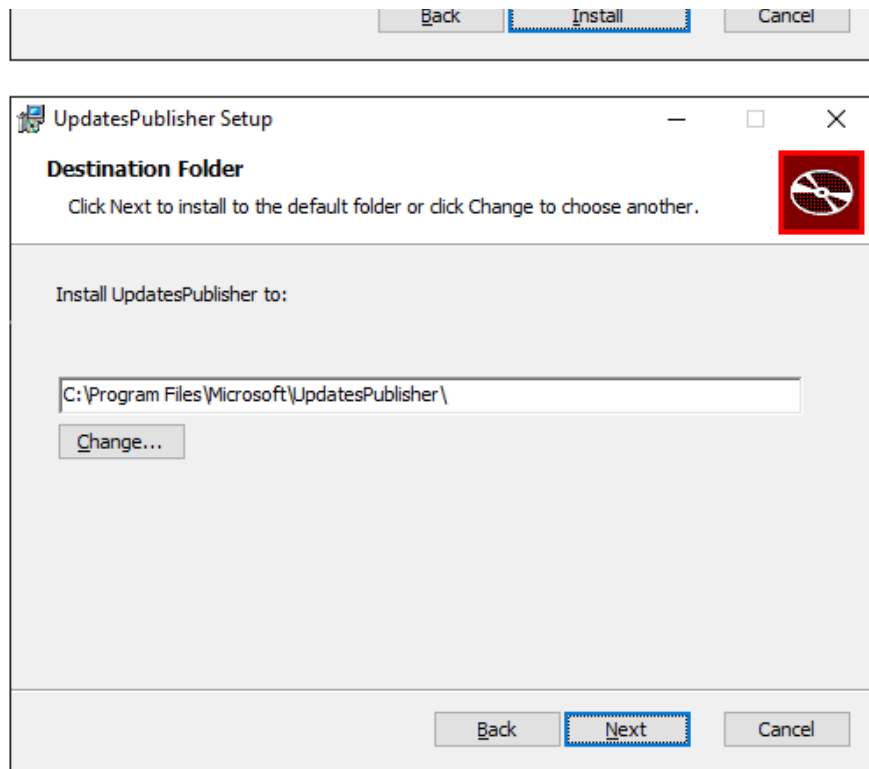 Back Install Cancel
UpdatesPublisher Setup
Destination Folder
Click Next to install to the default folder or click Change to choose another.
Install UpdatesPublisher to:
C:\Program Files\Microsoft\UpdatesPublisher\
Change...
Back Next Cancel